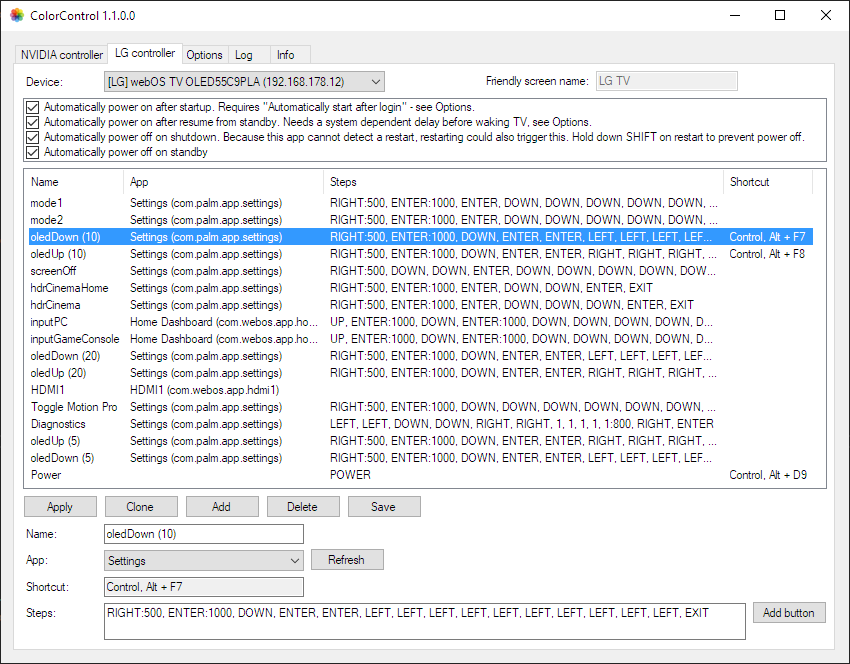 ColorControl 1.1.0.0
NVIDIA controller LG controller Options Log Info
Device: [LG] webOS TV OLED55C9PLA (192.168.178.12) Friendly screen name: LG TV
Automatically power on after startup. Requires "Automatically start after login" - see Options.
Automatically power on after resume from standby. Needs a system dependent delay before waking TV, see Options.
Automatically power off on shutdown. Because this app cannot detect a restart, restarting could also trigger this. Hold down SHIFT on restart to prevent power off.
Automatically power off on standby
Name App Steps Shortcut
mode1 Settings (com.palm.app.settings) RIGHT:500, ENTER:1000, ENTER, DOWN, DOWN, DOWN, DOWN, DOWN, ...
mode2 Settings (com.palm.app.settings) RIGHT:500, ENTER:1000, ENTER, DOWN, DOWN, DOWN, DOWN, DOWN, ...
oledDown (10) Settings (com.palm.app.settings) RIGHT:500, ENTER:1000, DOWN, ENTER, ENTER, LEFT, LEFT, LEFT, LEF... Control, Alt + F7
oledUp (10) Settings (com.palm.app.settings) RIGHT:500, ENTER:1000, DOWN, ENTER, ENTER, RIGHT, RIGHT, RIGHT, ... Control, Alt + F8
screenOff Settings (com.palm.app.settings) RIGHT:500, DOWN, DOWN, ENTER, DOWN, DOWN, DOWN, DOWN, DOW...
hdrCinemaHome Settings (com.palm.app.settings) RIGHT:500, ENTER:1000, ENTER, DOWN, DOWN, ENTER, EXIT
hdrCinema Settings (com.palm.app.settings) RIGHT:500, ENTER:1000, ENTER, DOWN, DOWN, DOWN, ENTER, EXIT
inputPC Home Dashboard (com.webos.app.ho... UP, ENTER:1000, DOWN, ENTER:1000, DOWN, DOWN, DOWN, DOWN, D...
inputGameConsole Home Dashboard (com.webos.app.ho... UP, ENTER:1000, DOWN, ENTER:1000, DOWN, DOWN, DOWN, DOWN, D...
oledDown (20) Settings (com.palm.app.settings) RIGHT:500, ENTER:1000, DOWN, ENTER, ENTER, LEFT, LEFT, LEFT, LEF...
oledUp (20) Settings (com.palm.app.settings) RIGHT:500, ENTER:1000, DOWN, ENTER, ENTER, RIGHT, RIGHT, RIGHT, ...
HDMI1 HDMI1 (com.webos.app.hdmi1)
Toggle Motion Pro Settings (com.palm.app.settings) RIGHT:500, ENTER:1000, DOWN, DOWN, DOWN, DOWN, DOWN, DOWN, ...
Diagnostics Settings (com.palm.app.settings) LEFT, LEFT, DOWN, DOWN, RIGHT, RIGHT, 1, 1, 1, 1, 1:800, RIGHT, ENTER
oledUp (5) Settings (com.palm.app.settings) RIGHT:500, ENTER:1000, DOWN, ENTER, ENTER, RIGHT, RIGHT, RIGHT, ...
oledDown (5) Settings (com.palm.app.settings) RIGHT:500, ENTER:1000, DOWN, ENTER, ENTER, LEFT, LEFT, LEFT, LEF...
Power POWER Control, Alt + D9
Apply Clone Add Delete Save
Name: oledDown (10)
App: Settings Refresh
Shortcut: Control, Alt + F7
Steps: RIGHT:500, ENTER:1000, DOWN, ENTER, ENTER, LEFT, LEFT, LEFT, LEFT, LEFT, LEFT, LEFT, LEFT, LEFT, LEFT, EXIT Add button